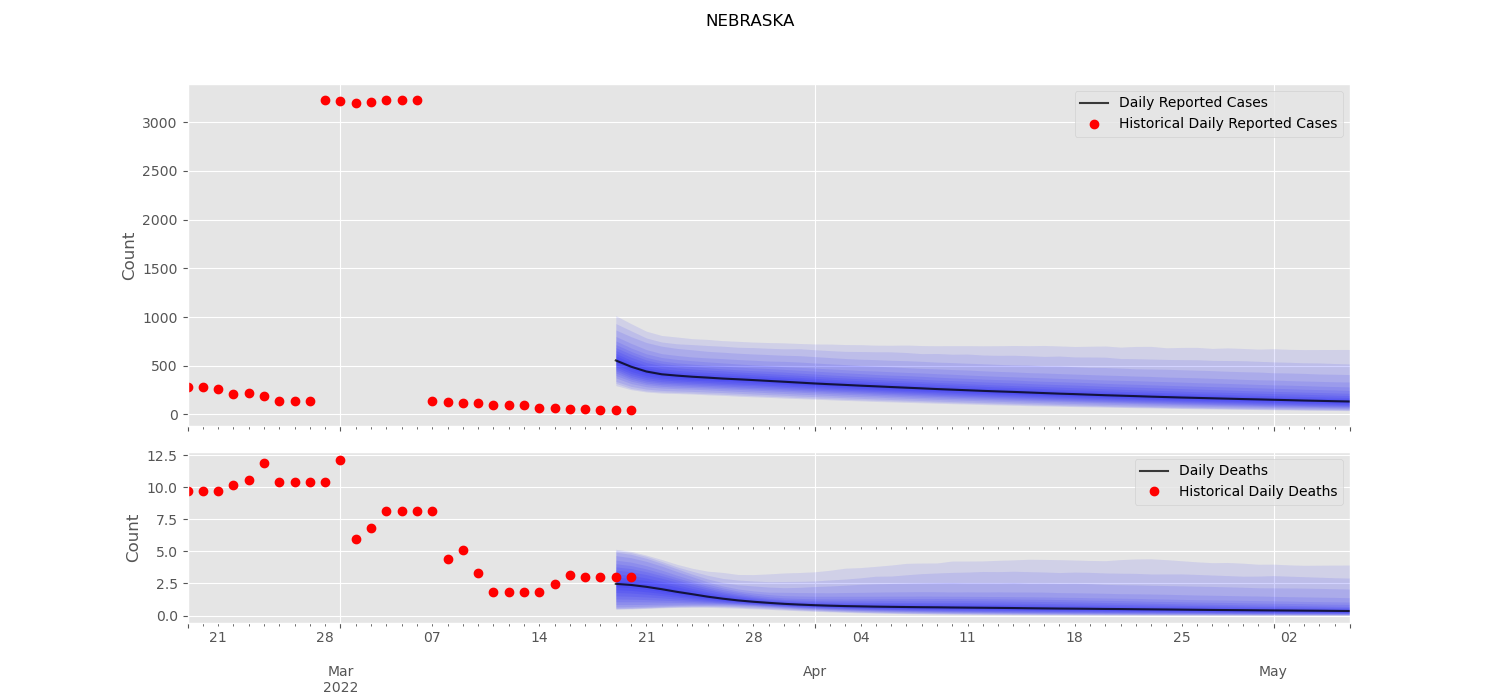 NEBRASKA
Daily Reported Cases
Historical Daily Reported Cases
3000
2500
2000
1500
1000
500
0
Count
Daily Deaths
Historical Daily Deaths
12.5
10.0
7.5
5.0
2.5
0.0
Count
21 28 07 14 21 28 04 11 18 25 02
Mar Apr May
2022